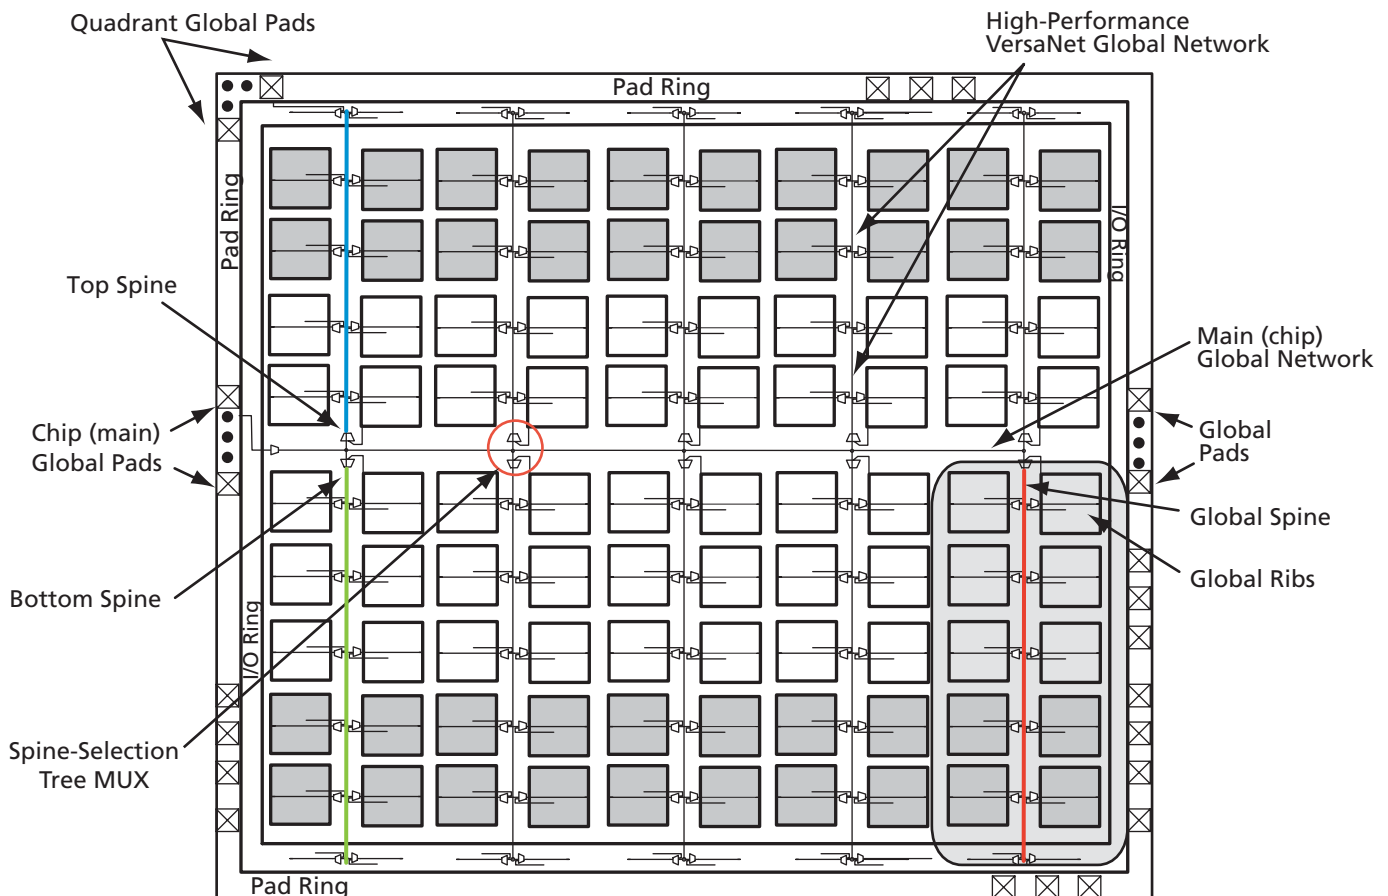 Quadrant Global Pads
High-Performance
VersaNet Global Network
Pad Ring
Pad Ring
I/O Ring
Top Spine
Main (chip)
Global Network
Chip (main)
Global Pads
Global
Pads
Global Spine
Bottom Spine
Global Ribs
I/O Ring
Spine-Selection
Tree MUX
Pad Ring